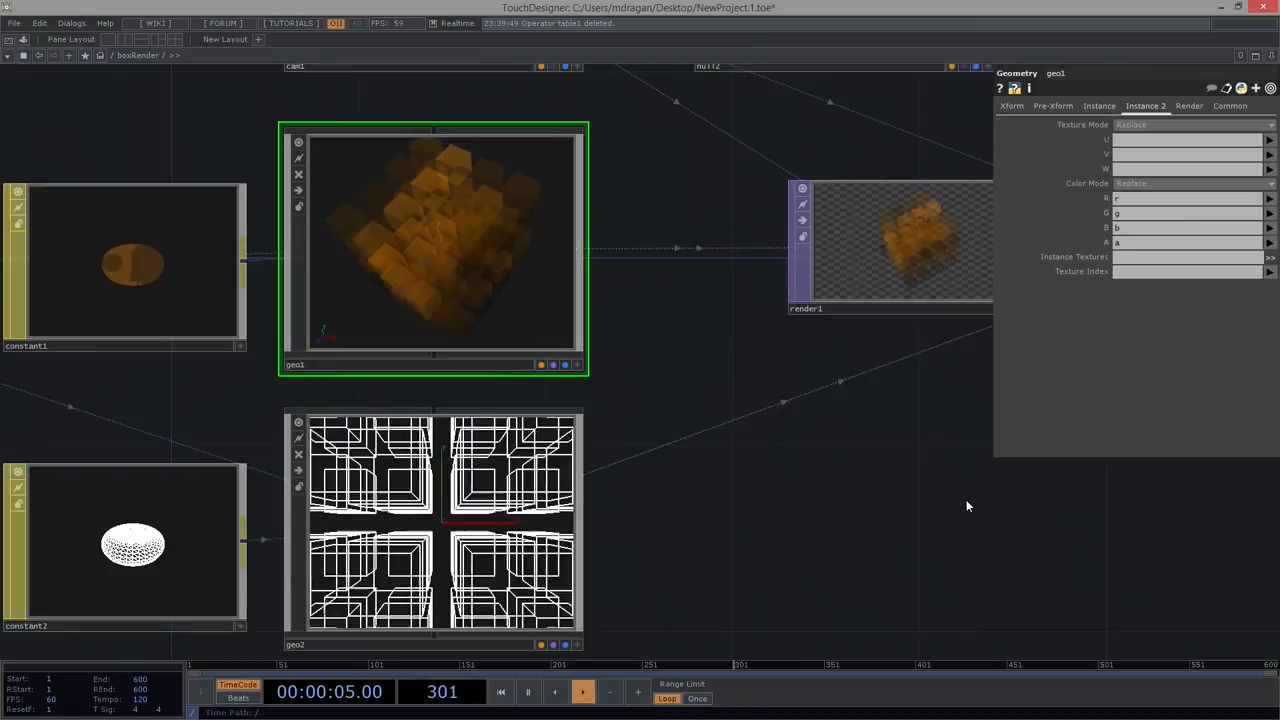 TouchDesigner: C:/Users/mdragan/Desktop/NewProject.1.toe*
File Edit Dialogs Help [ WIKI ] [ FORUM ] [ TUTORIALS ] O|I FPS: 59 Realtime 23:39:49 Operator table1 deleted.
Pane Layout New Layout +
/ boxRender / >>
cam1
null2
Geometry geo1
Xform Pre-Xform Instance Instance 2 Render Common
Texture Mode Replace
U
V
W
Color Mode Replace
R r
G g
B b
A a
Instance Textures >>
Texture Index
constant1
geo1
render1
constant2
geo2
y
1 51 101 151 201 251 301 351 401 451 501 551 600
Start: 1 End: 600
RStart: 1 REnd: 600
FPS: 60 Tempo: 120
ResetF: 1 T Sig: 4 4
TimeCode
Beats
00:00:05.00 301
Range Limit
Loop Once
/ Time Path: /